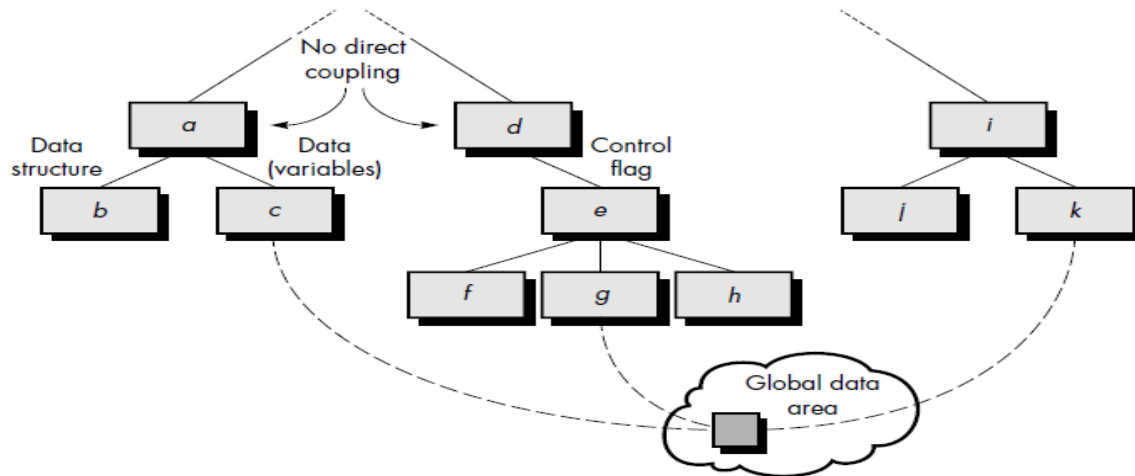 No direct
coupling
a
d
i
Data
structure
Data
(variables)
Control
flag
b
c
e
j
k
f
g
h
Global data
area